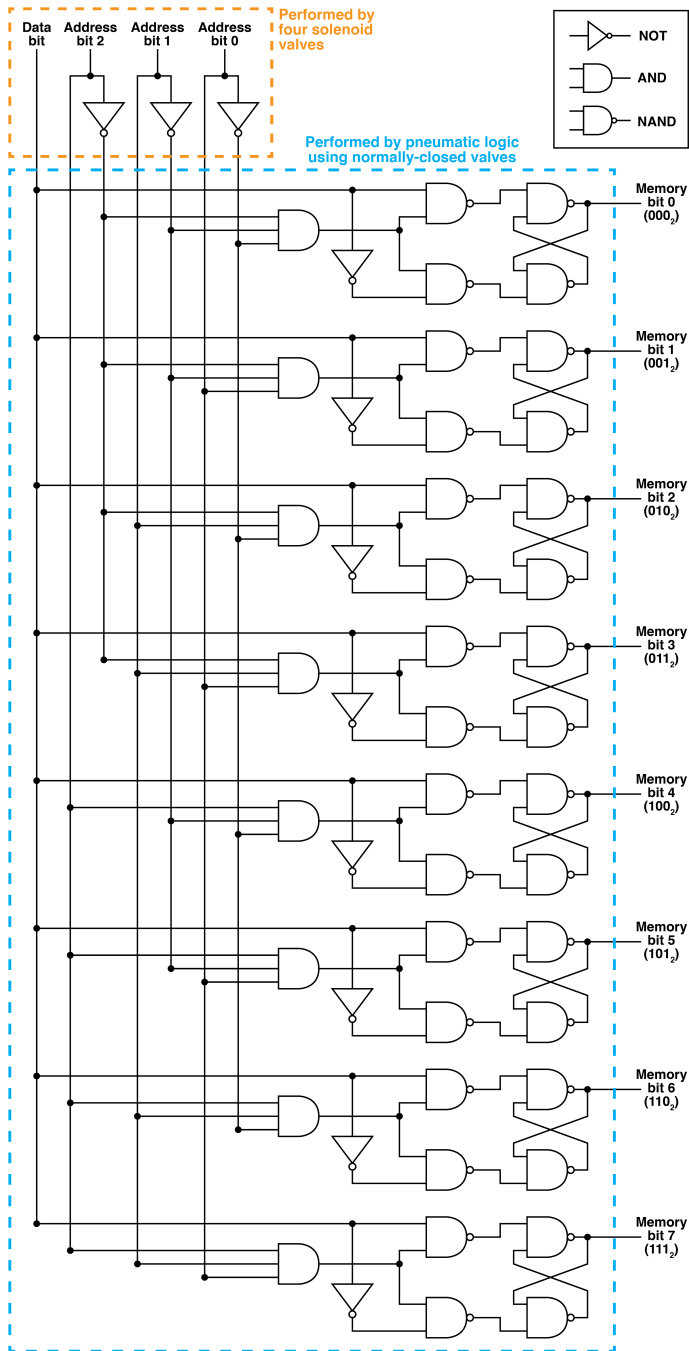 Performed by
four solenoid
valves
Data
bit
Address
bit 2
Address
bit 1
Address
bit 0
NOT
AND
NAND
Performed by pneumatic logic
using normally-closed valves
Memory
bit 0
(000₂)
Memory
bit 1
(001₂)
Memory
bit 2
(010₂)
Memory
bit 3
(011₂)
Memory
bit 4
(100₂)
Memory
bit 5
(101₂)
Memory
bit 6
(110₂)
Memory
bit 7
(111₂)